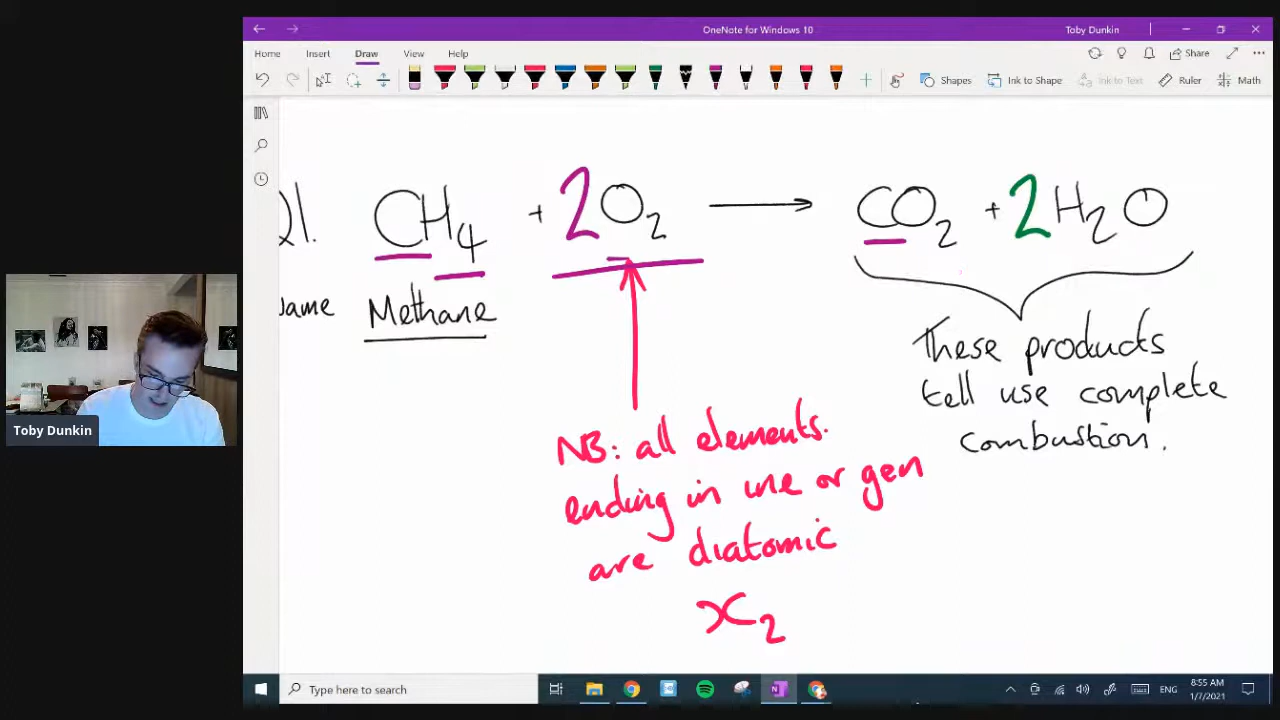 OneNote for Windows 10
Toby Dunkin
Home Insert Draw View Help
Share
Shapes
Ink to Shape
Ink to Text
Ruler
Math
Q1. CH4 + 2O2 → CO2 + 2H2O
Name Methane
These products
tell use complete
combustion.
NB: all elements.
ending in ine or gen
are diatomic
x2
Toby Dunkin
Type here to search
ENG
8:55 AM
1/7/2021